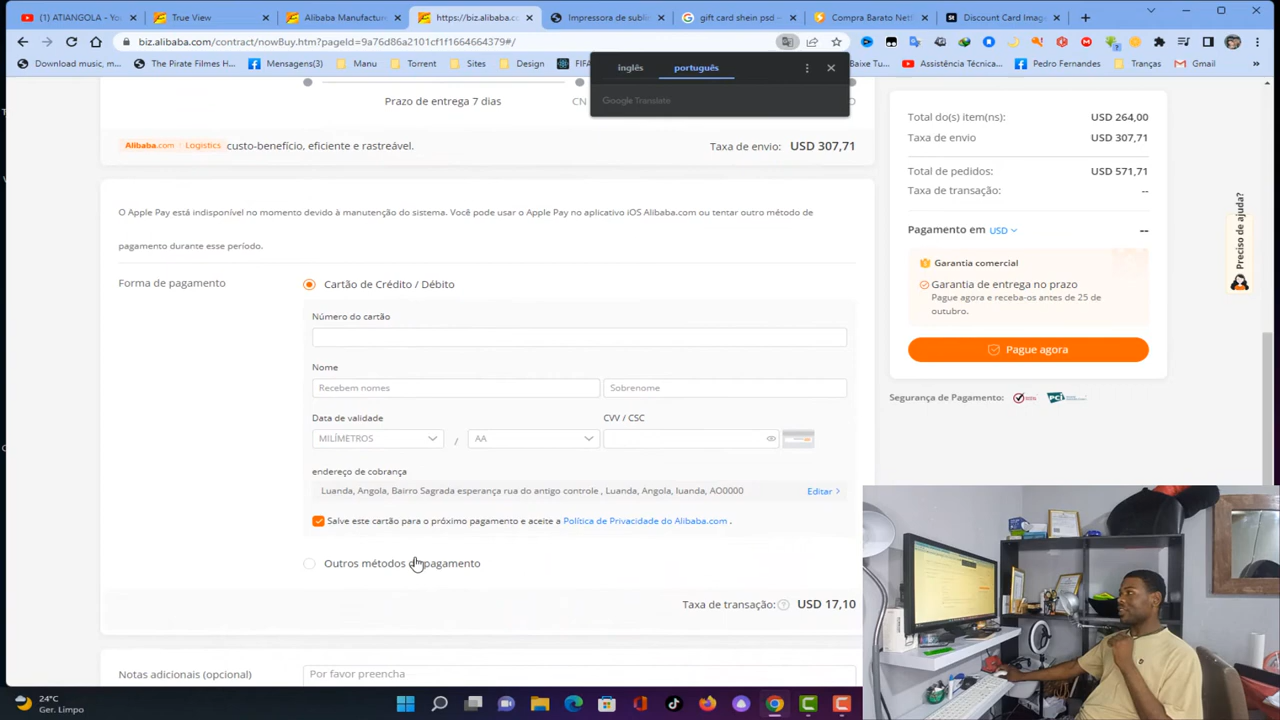 ATIANGOLA - You
True View
Alibaba Manufacture
https://biz.alibaba.co
Impressora de sublir
gift card shein psd -
Compra Barato Netf
Discount Card Imag
biz.alibaba.com/contract/nowBuy.htm?pageId=9a76d86a2101cf1f1664664379#/
Download music, m...
The Pirate Filmes H...
Mensagens(3)
Manu
Torrent
Sites
Design
FIFA
Baixe Tu...
Assistência Técnica...
Pedro Fernandes
Tranças
Gmail
inglês
português
Google Translate
Prazo de entrega 7 dias
CN
Alibaba.com Logistics custo-benefício, eficiente e rastreável.
Taxa de envio: USD 307,71
O Apple Pay está indisponível no momento devido à manutenção do sistema. Você pode usar o Apple Pay no aplicativo iOS Alibaba.com ou tentar outro método de
pagamento durante esse período.
Forma de pagamento
Cartão de Crédito / Débito
Número do cartão
Nome
Recebem nomes
Sobrenome
Data de validade
CVV / CSC
MILÍMETROS
/
AA
endereço de cobrança
Luanda, Angola, Bairro Sagrada esperança rua do antigo controle , Luanda, Angola, luanda, AO0000
Editar
Salve este cartão para o próximo pagamento e aceite a Política de Privacidade do Alibaba.com .
Outros métodos pagamento
Taxa de transação: USD 17,10
Notas adicionais (opcional)
Por favor preencha
Total do(s) item(ns): USD 264,00
Taxa de envio USD 307,71
Total de pedidos: USD 571,71
Taxa de transação: --
Pagamento em USD --
Garantia comercial
Garantia de entrega no prazo
Pague agora e receba-os antes de 25 de
outubro.
Pague agora
Segurança de Pagamento:
PCI
Preciso de ajuda?
24°C
Ger. Limpo